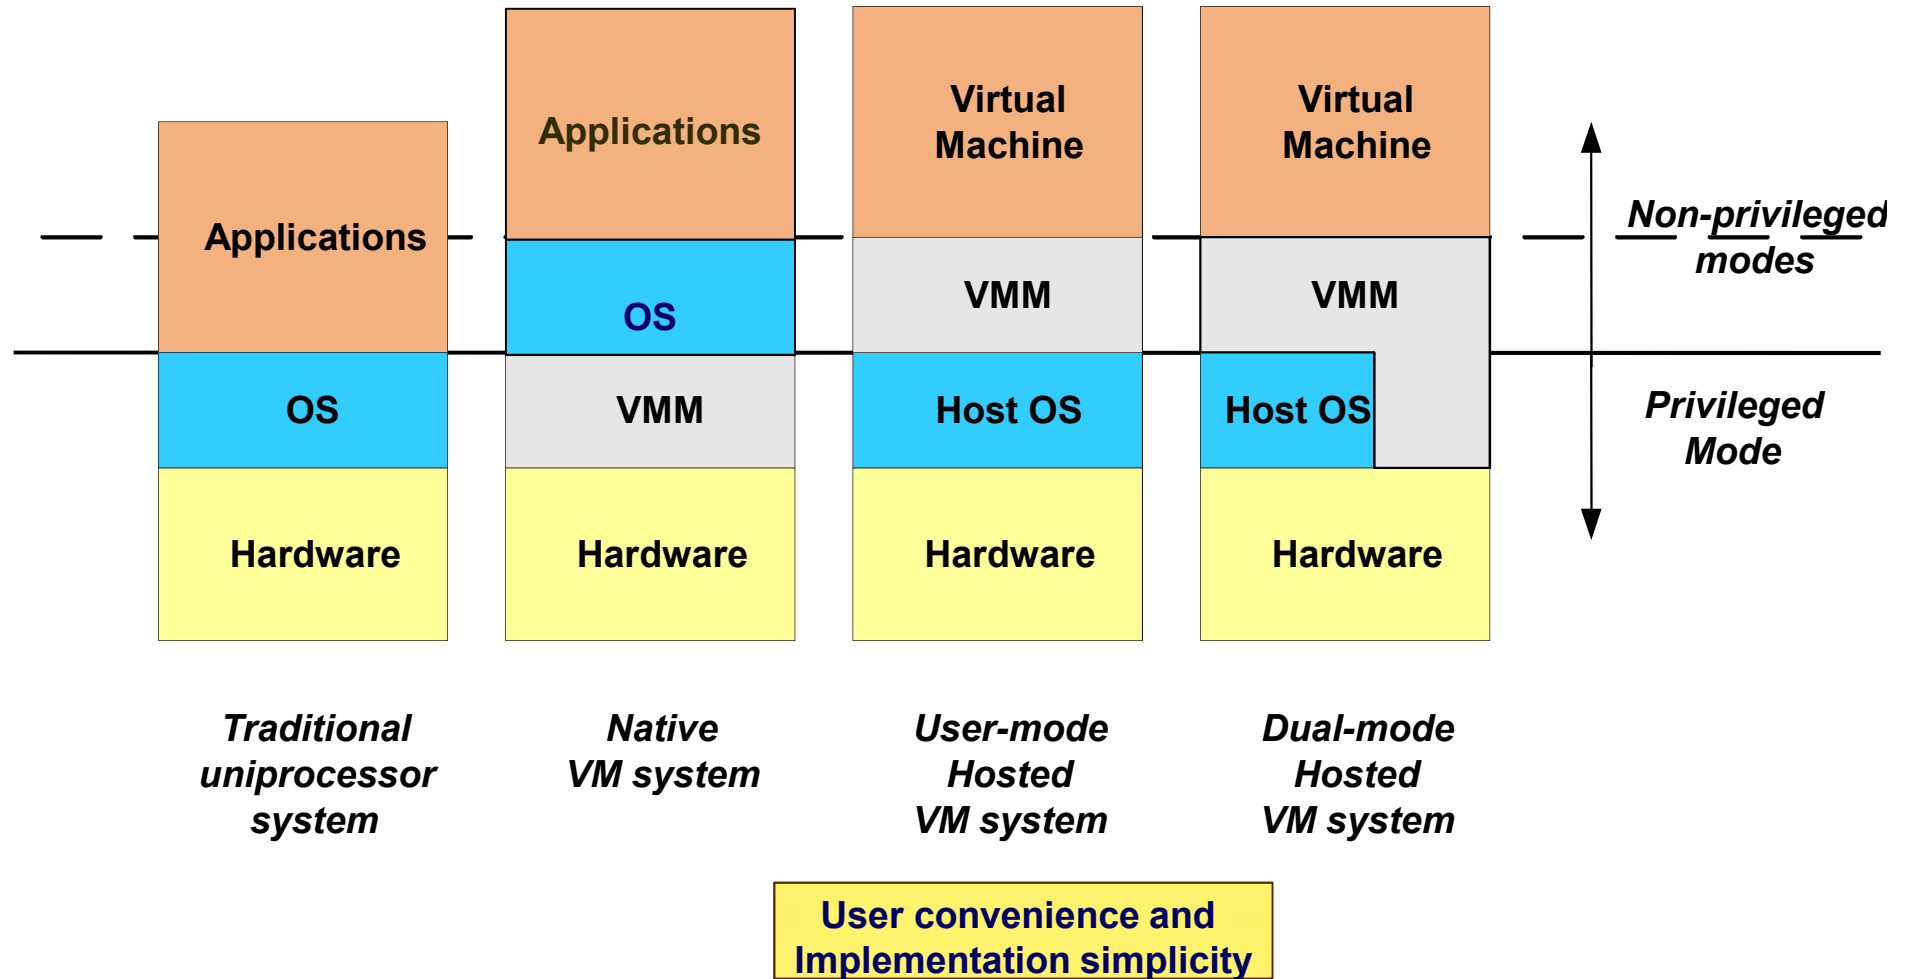 Applications
OS
Hardware
Traditional
uniprocessor
system
Applications
OS
VMM
Hardware
Native
VM system
Virtual
Machine
VMM
Host OS
Hardware
User-mode
Hosted
VM system
Virtual
Machine
VMM
Host OS
Hardware
Dual-mode
Hosted
VM system
Non-privileged
modes
Privileged
Mode
User convenience and
Implementation simplicity